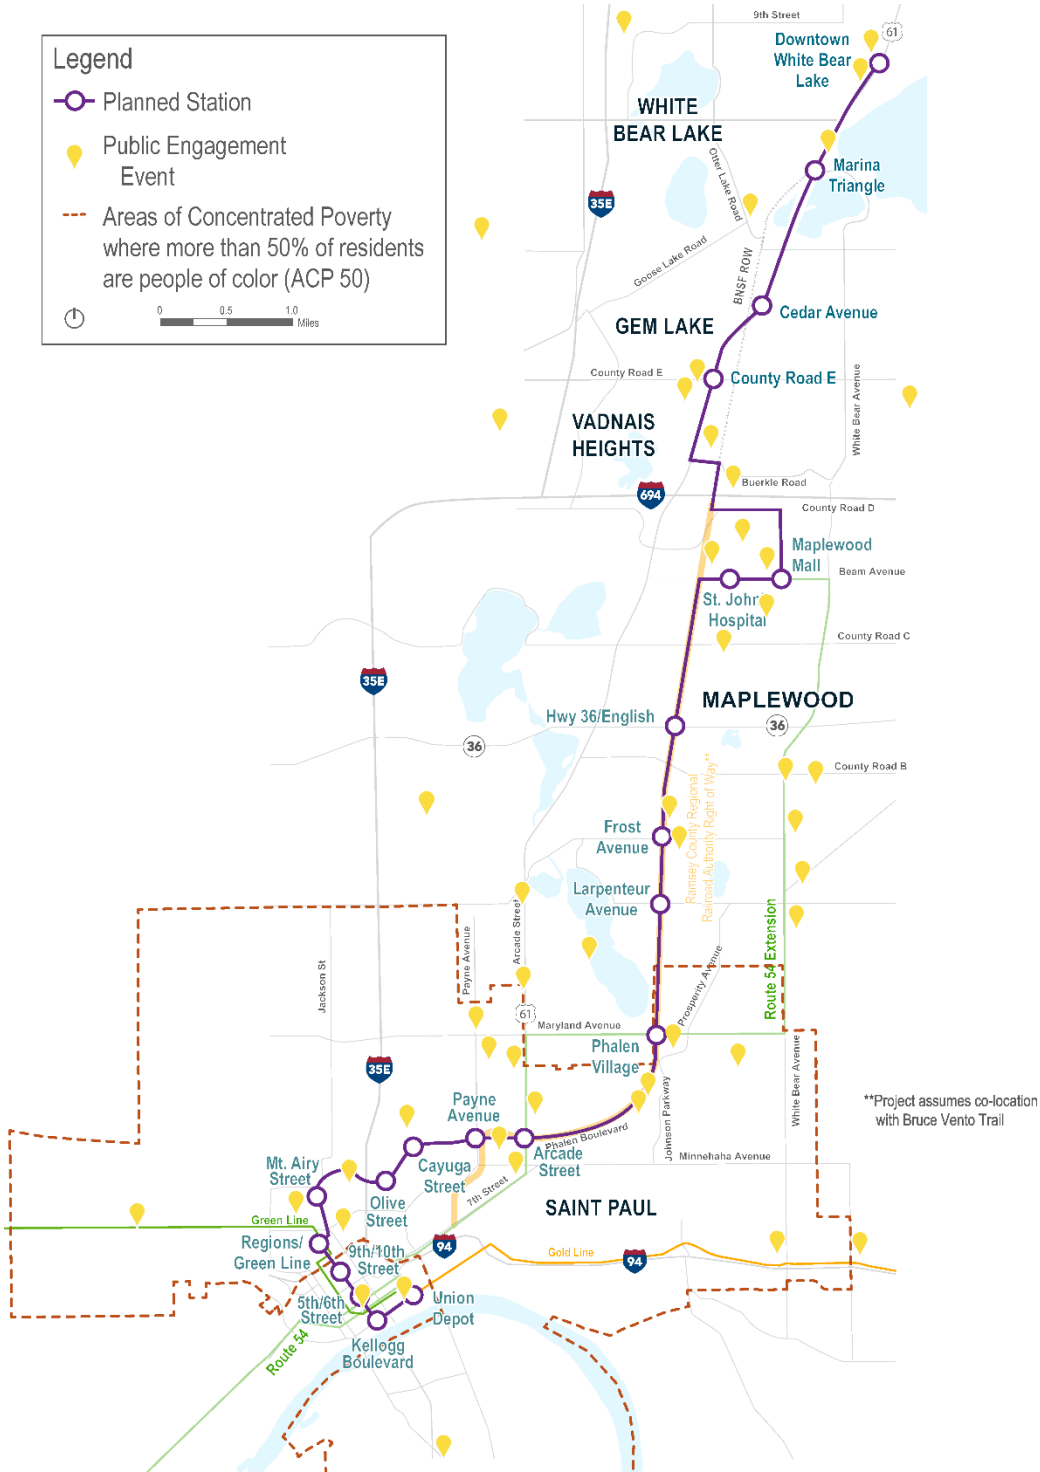 Legend
Planned Station
Public Engagement
Event
Areas of Concentrated Poverty
where more than 50% of residents
are people of color (ACP 50)
0
0.5
1.0
Miles
9th Street
61
Downtown
White Bear
Lake
WHITE
BEAR LAKE
Otter Lake Road
Marina
Triangle
35E
Goose Lake Road
BNSF ROW
Cedar Avenue
GEM LAKE
County Road E
County Road E
White Bear Avenue
VADNAIS
HEIGHTS
694
Buerkle Road
County Road D
Maplewood
Mall
Beam Avenue
St. John's
Hospital
County Road C
35E
MAPLEWOOD
Hwy 36/English
36
36
County Road B
Ramsey County Regional
Railroad Authority Right of Way**
Frost
Avenue
Larpenteur
Avenue
Arcade Street
Payne Avenue
Jackson St
Route 54 Extension
Prosperity Avenue
61
Maryland Avenue
Phalen
Village
35E
White Bear Avenue
Johnson Parkway
**Project assumes co-location
with Bruce Vento Trail
Payne
Avenue
Phalen Boulevard
Arcade
Street
Minnehaha Avenue
Mt. Airy
Street
Cayuga
Street
Olive
Street
7th Street
SAINT PAUL
Green Line
Regions/
Green Line
9th/10th
Street
94
Gold Line
94
5th/6th
Street
Union
Depot
Route 54
Kellogg
Boulevard